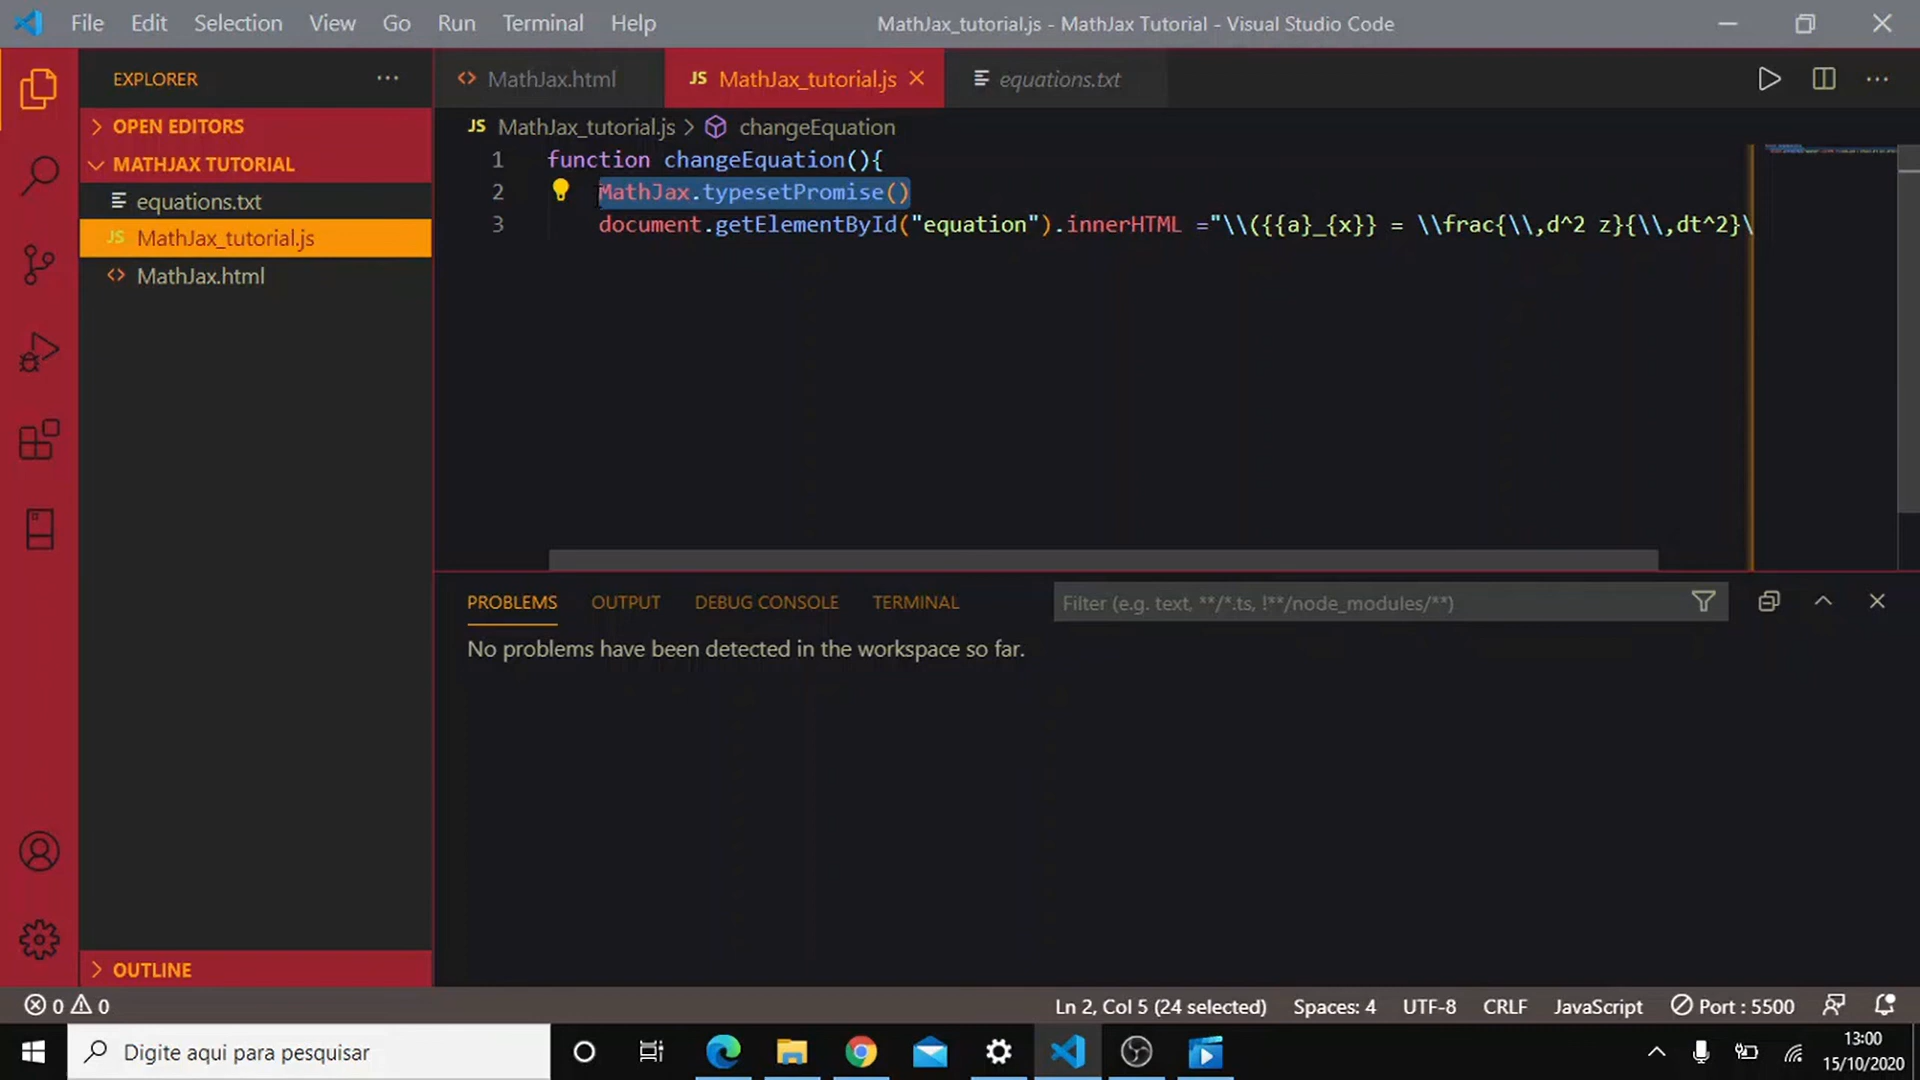 File Edit Selection View Go Run Terminal Help
MathJax_tutorial.js - MathJax Tutorial - Visual Studio Code
EXPLORER
OPEN EDITORS
MATHJAX TUTORIAL
equations.txt
JS MathJax_tutorial.js
MathJax.html
OUTLINE
MathJax.html JS MathJax_tutorial.js equations.txt
JS MathJax_tutorial.js > changeEquation
1 function changeEquation(){
2 MathJax.typesetPromise()
3 document.getElementById("equation").innerHTML ="\\({{a}_{x}} = \\frac{\\,d^2 z}{\\,dt^2}\
PROBLEMS OUTPUT DEBUG CONSOLE TERMINAL
Filter (e.g. text, **/*.ts, !**/node_modules/**)
No problems have been detected in the workspace so far.
0 0
Ln 2, Col 5 (24 selected) Spaces: 4 UTF-8 CRLF JavaScript Port : 5500
Digite aqui para pesquisar
13:00
15/10/2020